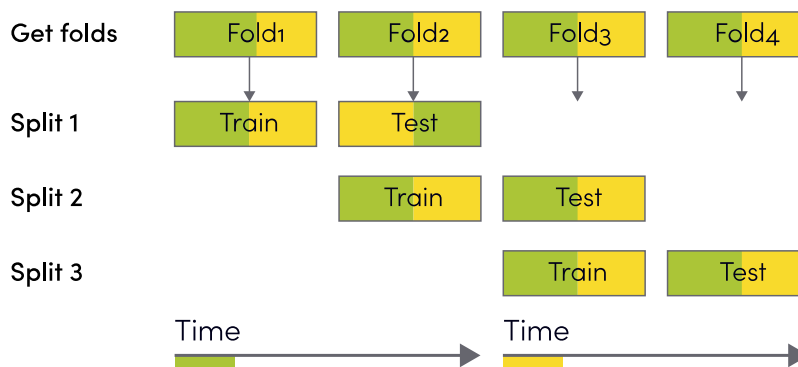 Get folds Fold1 Fold2 Fold3 Fold4
Split 1 Train Test
Split 2 Train Test
Split 3 Train Test
Time Time